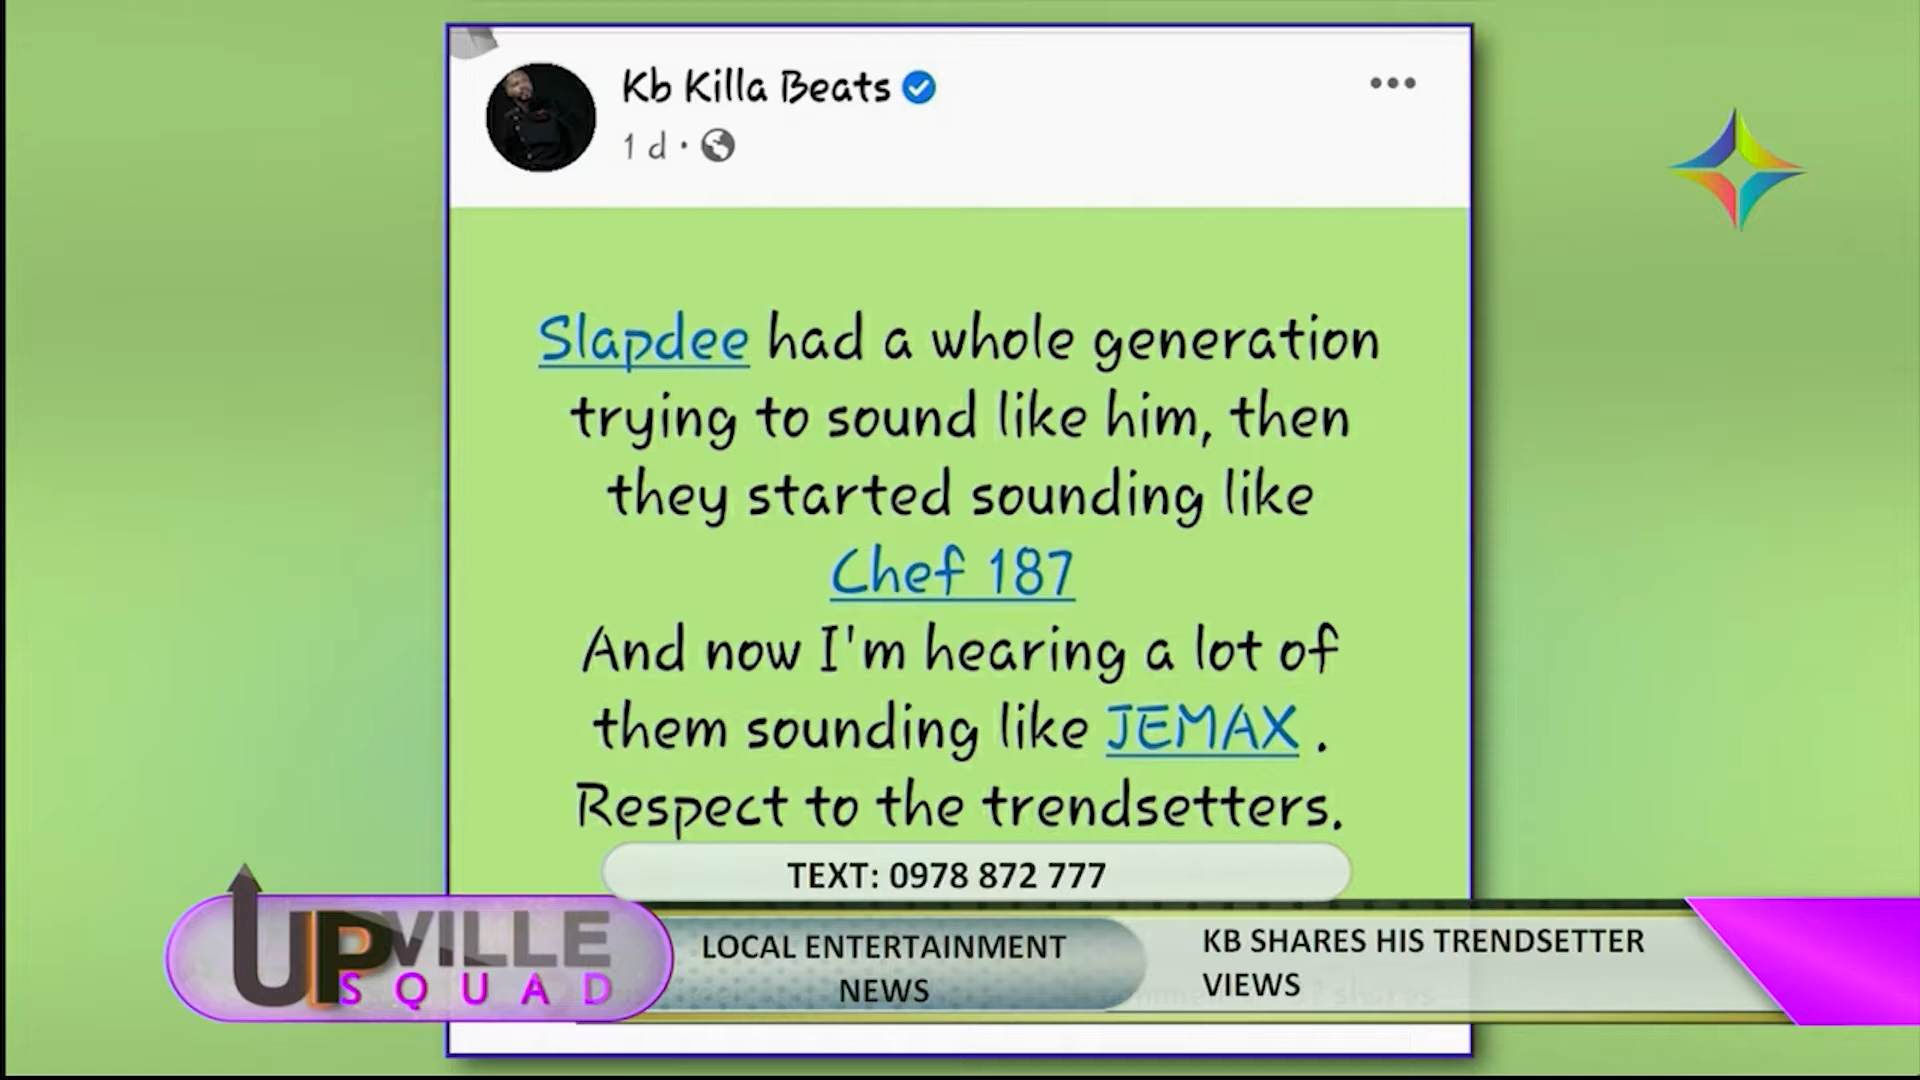 Kb Killa Beats
1 d ·
Slapdee had a whole generation
trying to sound like him, then
they started sounding like
Chef 187
And now I'm hearing a lot of
them sounding like JEMAX .
Respect to the trendsetters.
TEXT: 0978 872 777
UPVILLE
SQUAD
LOCAL ENTERTAINMENT
NEWS
KB SHARES HIS TRENDSETTER
VIEWS